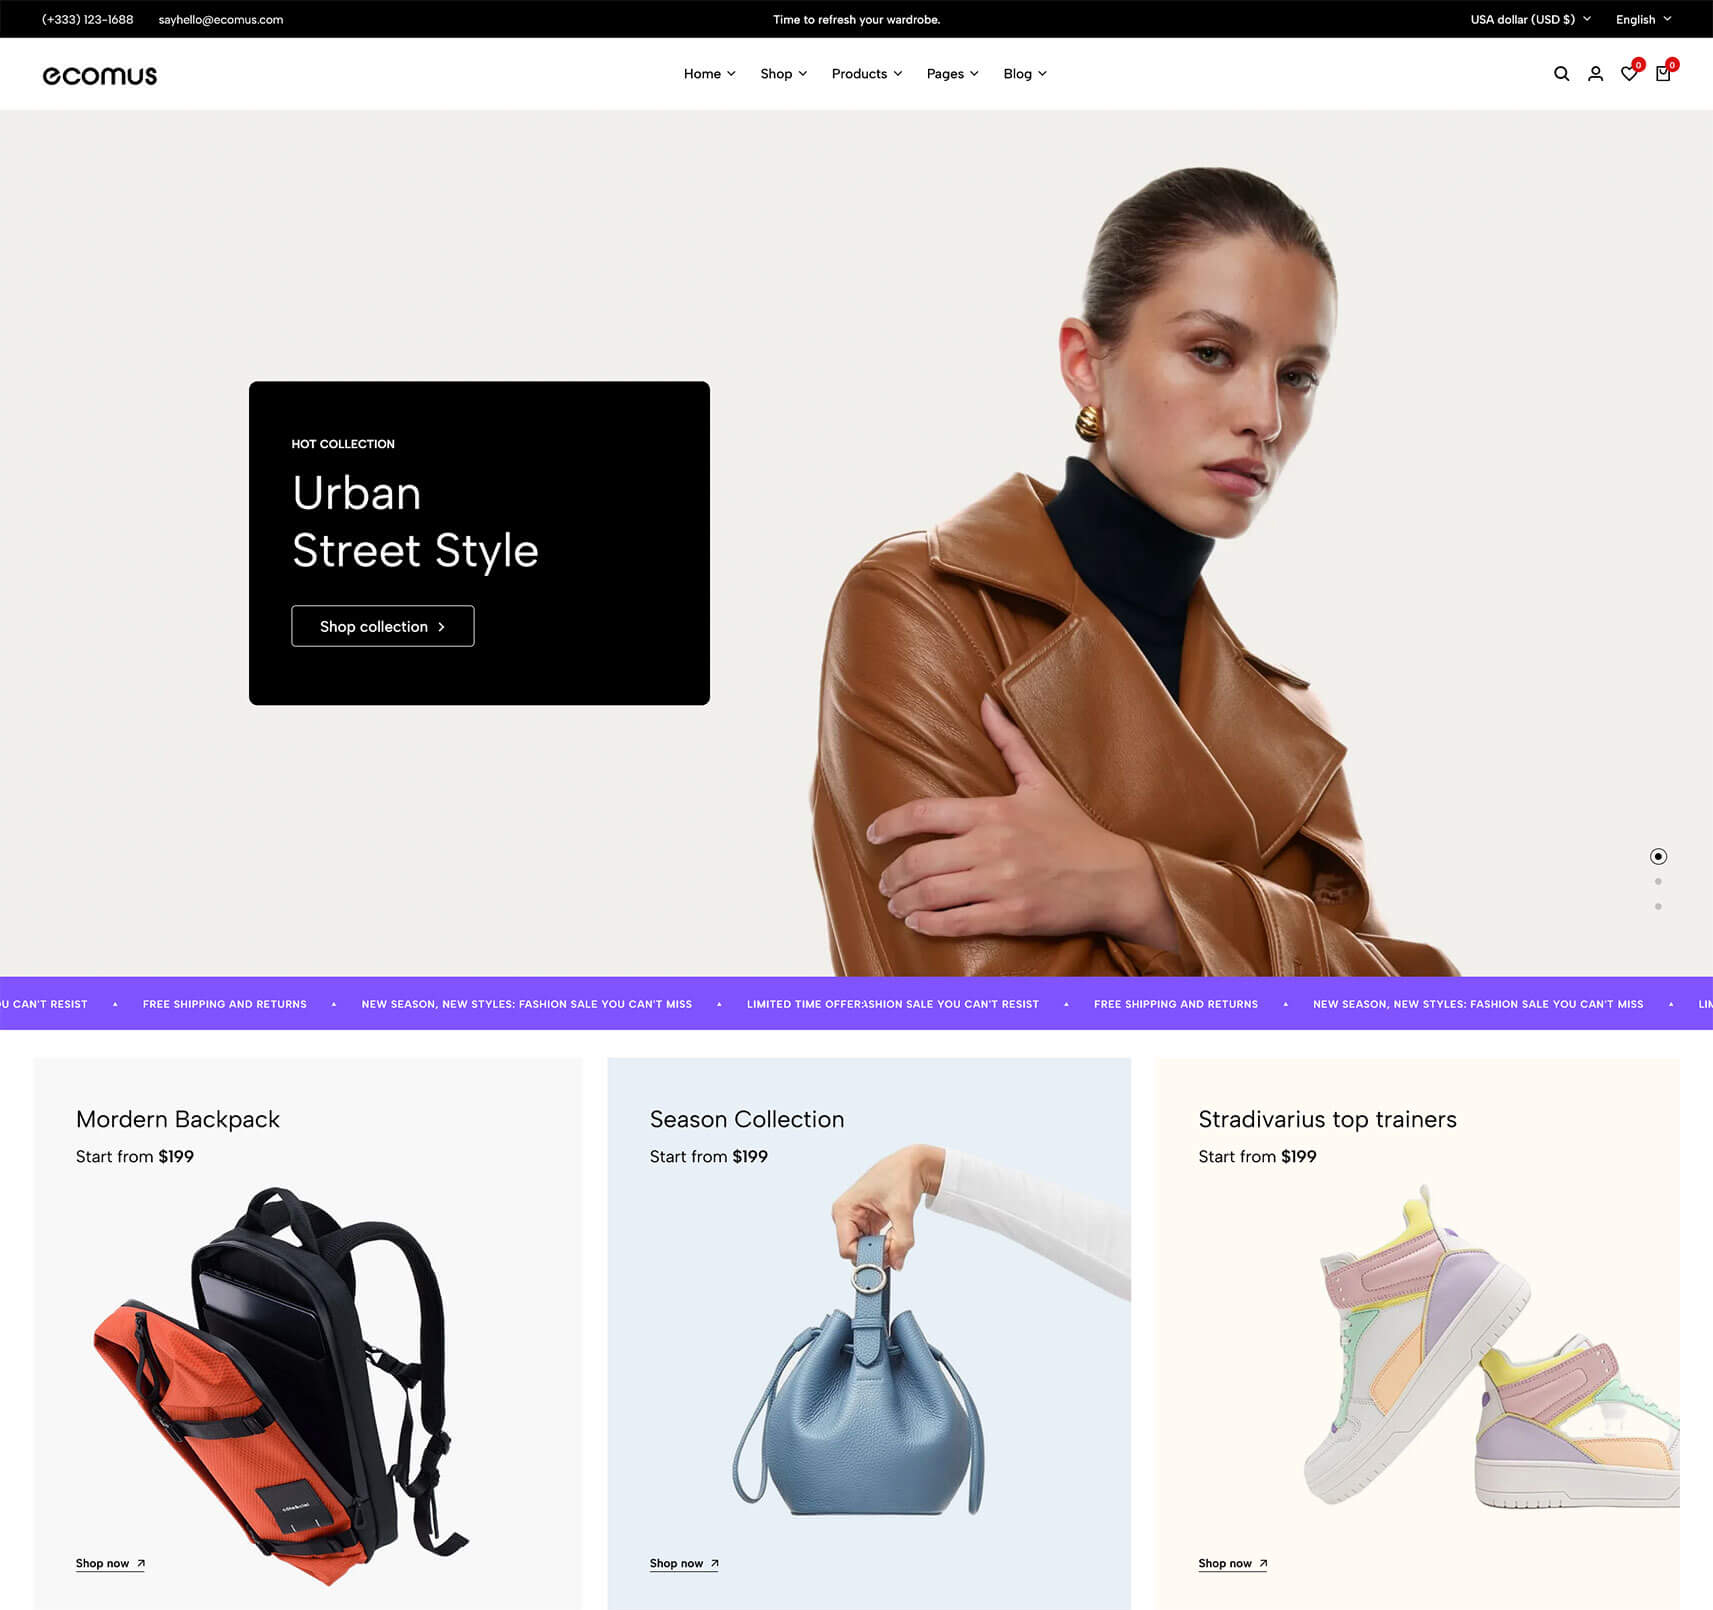 (+333) 123-1688 sayhello@ecomus.com Time to refresh your wardrobe. USA dollar (USD $) English
ecomus Home Shop Products Pages Blog 0 0
HOT COLLECTION
Urban
Street Style
Shop collection
U CAN'T RESIST ▲ FREE SHIPPING AND RETURNS ▲ NEW SEASON, NEW STYLES: FASHION SALE YOU CAN'T MISS ▲ LIMITED TIME OFFER: ASHION SALE YOU CAN'T RESIST ▲ FREE SHIPPING AND RETURNS ▲ NEW SEASON, NEW STYLES: FASHION SALE YOU CAN'T MISS ▲ LIM
Mordern Backpack
Start from $199
Shop now
Season Collection
Start from $199
Shop now
Stradivarius top trainers
Start from $199
Shop now